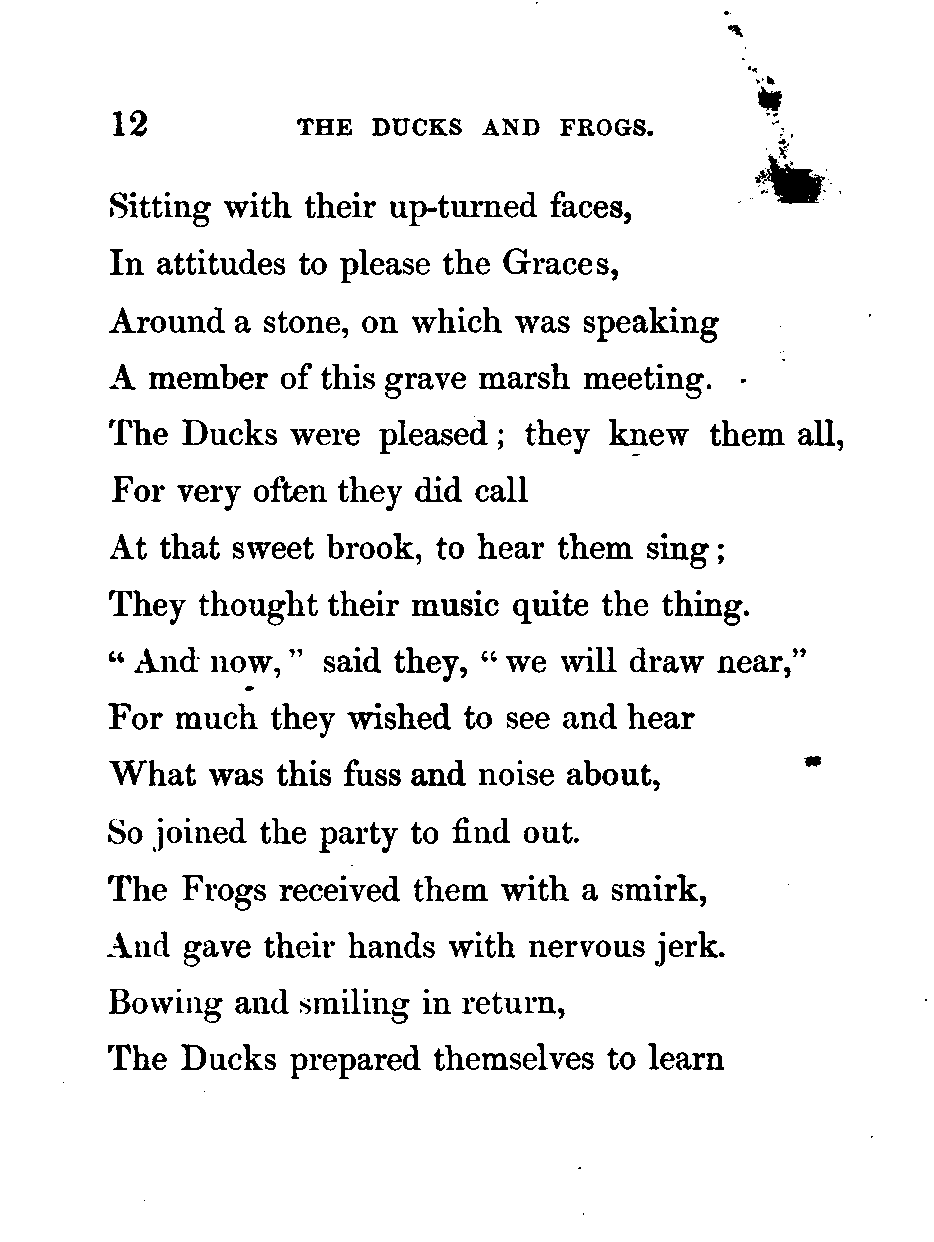 12 THE DUCKS AND FROGS.
Sitting with their up-turned faces,
In attitudes to please the Graces,
Around a stone, on which was speaking
A member of this grave marsh meeting.
The Ducks were pleased ; they knew them all,
For very often they did call
At that sweet brook, to hear them sing ;
They thought their music quite the thing.
“ And now, ” said they, “ we will draw near,”
For much they wished to see and hear
What was this fuss and noise about,
So joined the party to find out.
The Frogs received them with a smirk,
And gave their hands with nervous jerk.
Bowing and smiling in return,
The Ducks prepared themselves to learn